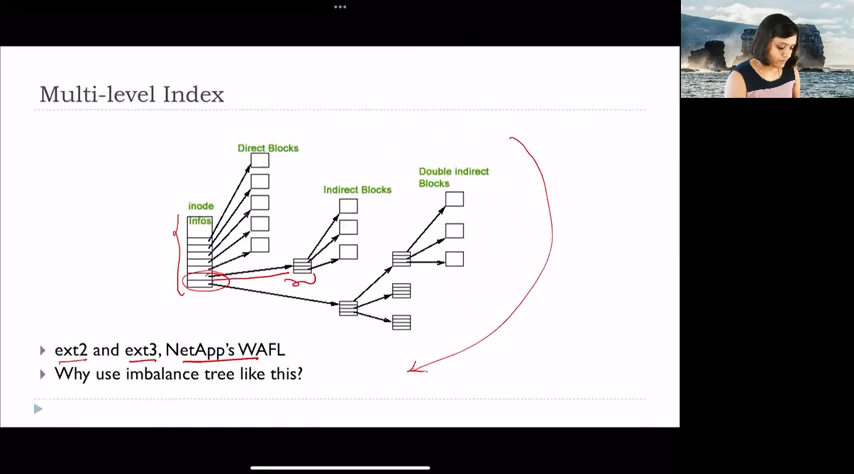 Multi-level Index
Direct Blocks
Double indirect
Blocks
Indirect Blocks
inode
Infos
ext2 and ext3, NetApp's WAFL
Why use imbalance tree like this?